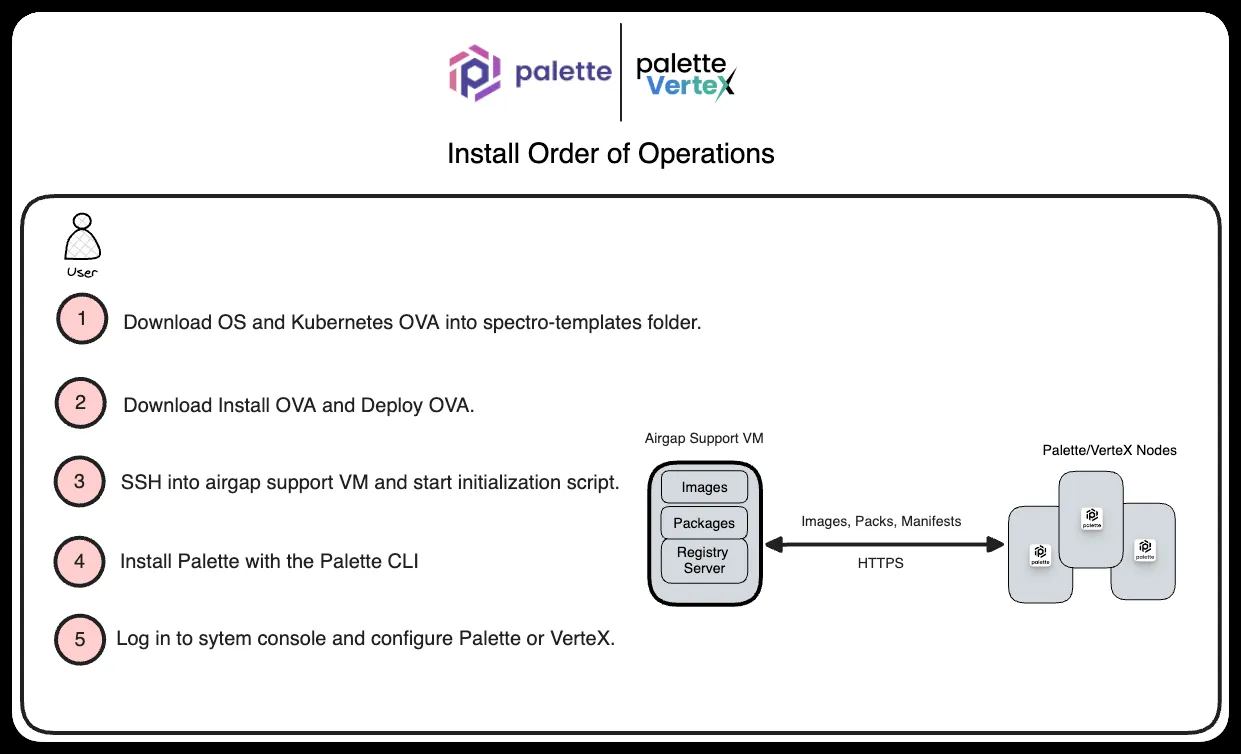 palette
palette
VerteX
Install Order of Operations
User
1
Download OS and Kubernetes OVA into spectro-templates folder.
2
Download Install OVA and Deploy OVA.
3
SSH into airgap support VM and start initialization script.
4
Install Palette with the Palette CLI
5
Log in to sytem console and configure Palette or VerteX.
Airgap Support VM
Images
Packages
Registry
Server
Images, Packs, Manifests
HTTPS
Palette/VerteX Nodes
palette
palette
palette